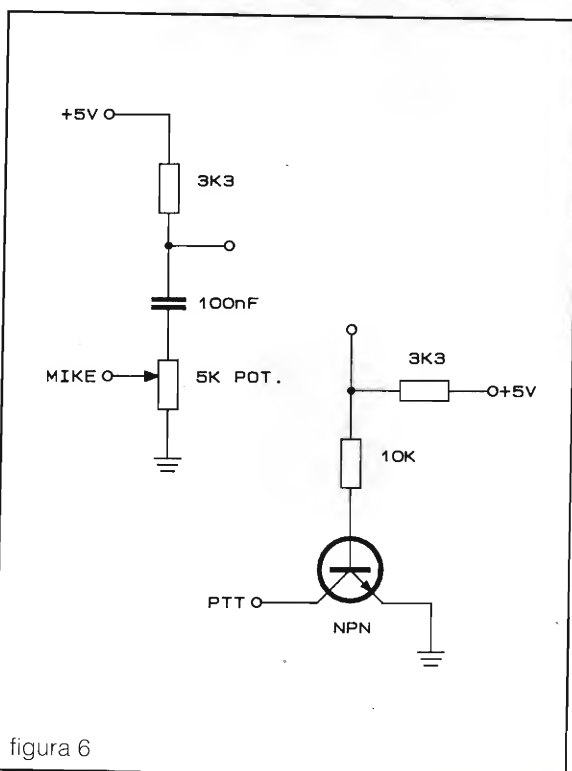 +5V
3K3
100nF
MIKE
5K POT.
3K3
+5V
10K
PTT
NPN
figura 6